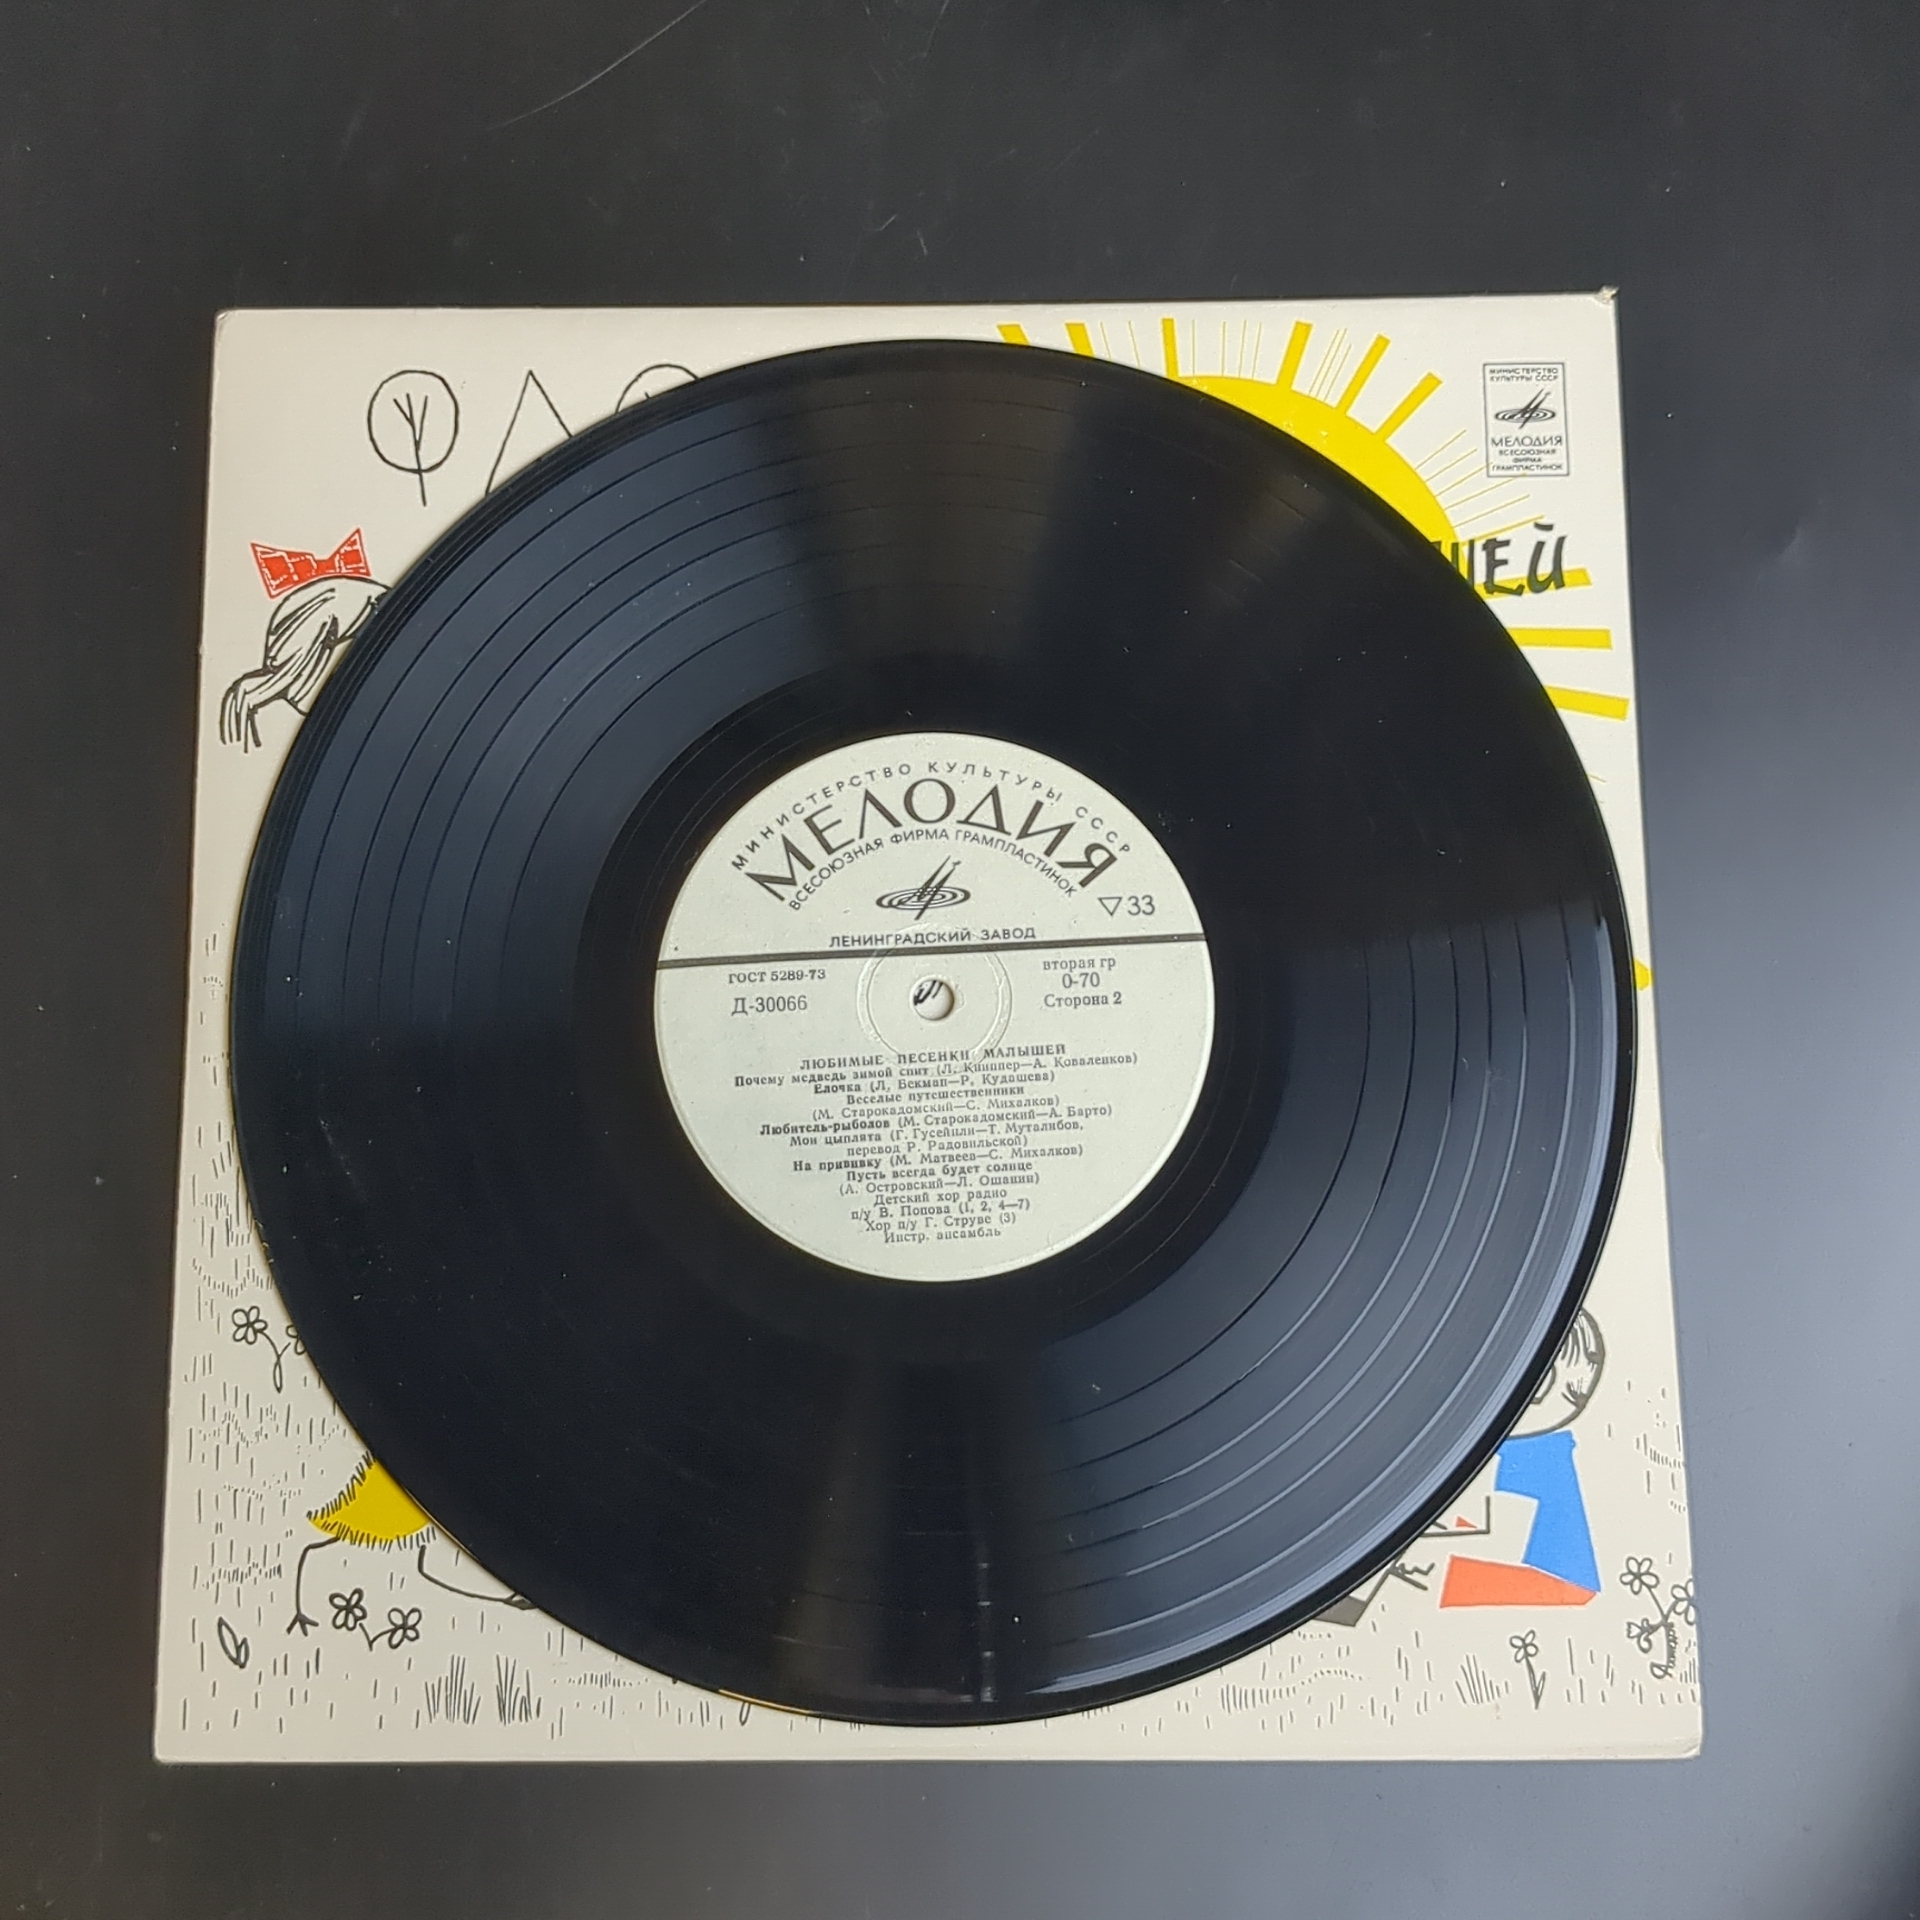 МИНИСТЕРСТВО
КУЛЬТУРЫ СССР
МЕЛОДИЯ
ВСЕСОЮЗНАЯ
ФИРМА
ГРАМПЛАСТИНОК
ШЕЙ
МИНИСТЕРСТВО КУЛЬТУРЫ СССР
МЕЛОДИЯ
ВСЕСОЮЗНАЯ ФИРМА ГРАМПЛАСТИНОК
▽33
ЛЕНИНГРАДСКИЙ ЗАВОД
ГОСТ 5289-73
Д-30066
вторая гр
0-70
Сторона 2
ЛЮБИМЫЕ ПЕСЕНКИ МАЛЫШЕЙ
Почему медведь зимой спит (Л. Книппер—А. Коваленков)
Елочка (Л. Бекман—Р. Кудашева)
Веселые путешественники
(М. Старокадомский—С. Михалков)
Любитель-рыболов (М. Старокадомский—А. Барто)
Мои цыплята (Г. Гусейнли—Т. Муталибов,
перевод Р. Радовильской)
На прививку (М. Матвеев—С. Михалков)
Пусть всегда будет солнце
(А. Островский—Л. Ошанин)
Детский хор радио
п/у В. Попова (1, 2, 4—7)
Хор п/у Г. Струве (3)
Инстр. ансамбль